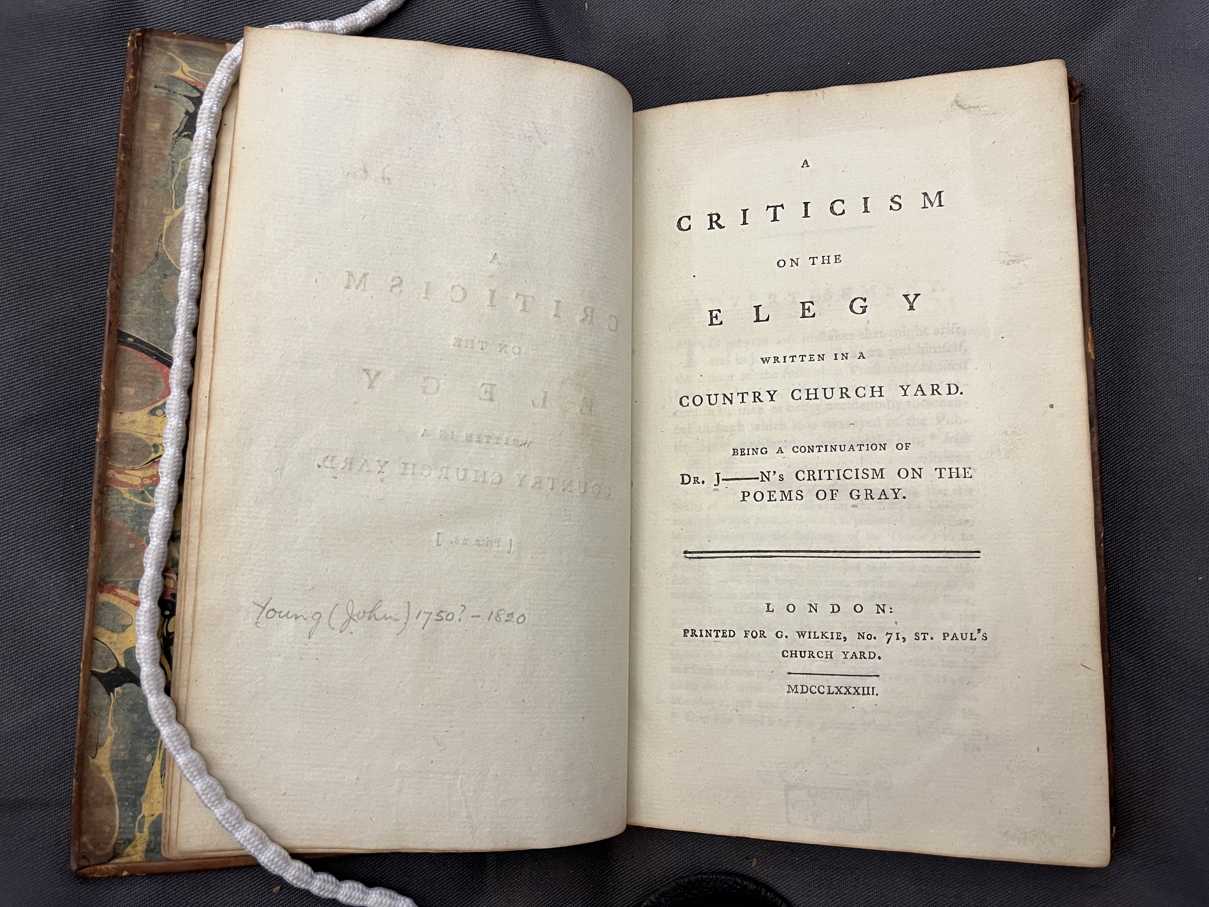 Young (John) 1750? - 1820
A
CRITICISM
ON THE
ELEGY
WRITTEN IN A
COUNTRY CHURCH YARD.
BEING A CONTINUATION OF
DR. J——N'S CRITICISM ON THE
POEMS OF GRAY.
LONDON:
PRINTED FOR G. WILKIE, No. 71, ST. PAUL'S
CHURCH YARD.
MDCCLXXXIII.